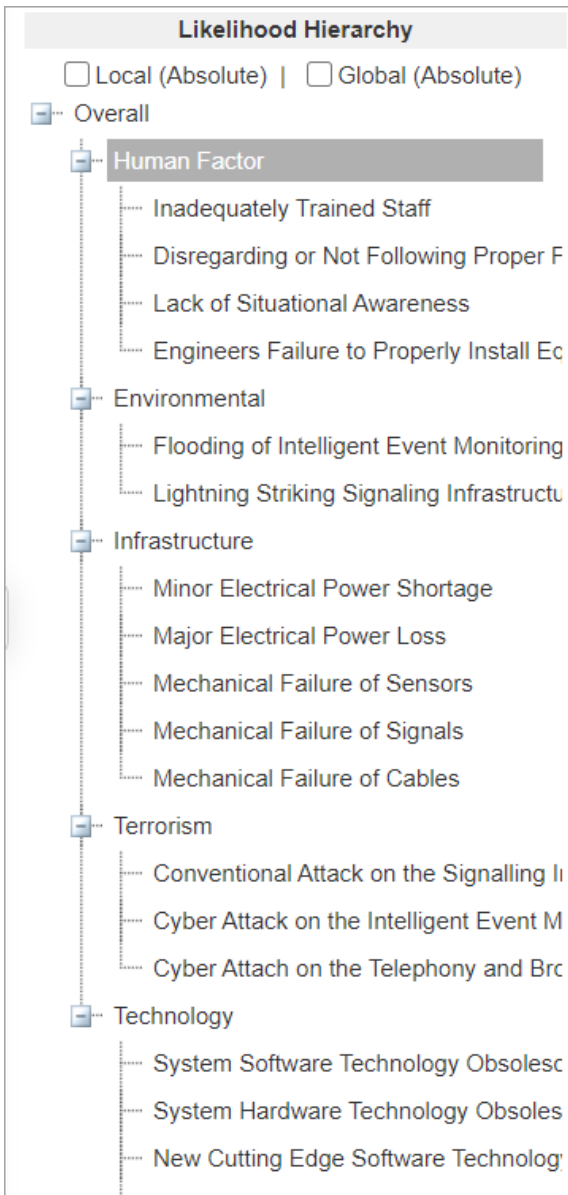 Likelihood Hierarchy
Local (Absolute) | Global (Absolute)
Overall
Human Factor
Inadequately Trained Staff
Disregarding or Not Following Proper
Lack of Situational Awareness
Engineers Failure to Properly Install
Environmental
Flooding of Intelligent Event Monitoring
Lightning Striking Signaling
Infrastructure
Minor Electrical Power Shortage
Major Electrical Power Loss
Mechanical Failure of Sensors
Mechanical Failure of Signals
Mechanical Failure of Cables
Terrorism
Conventional Attack on the Signalling
Cyber Attack on the Intelligent Event
Cyber Attach on the Telephony and
Technology
System Software Technology
System Hardware Technology
New Cutting Edge Software Technology